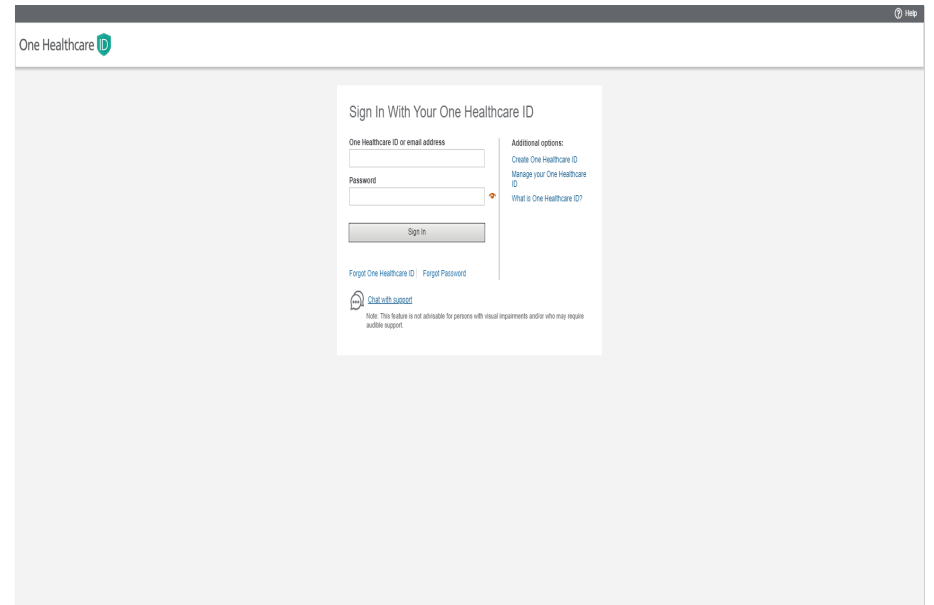 Help
One Healthcare ID
Sign In With Your One Healthcare ID
One Healthcare ID or email address
Password
Sign In
Forgot One Healthcare ID
Forgot Password
Additional options:
Create One Healthcare ID
Manage your One Healthcare
ID
What is One Healthcare ID?
Chat with support
Note: This feature is not advisable for persons with visual impairments and/or who may require
audible support.